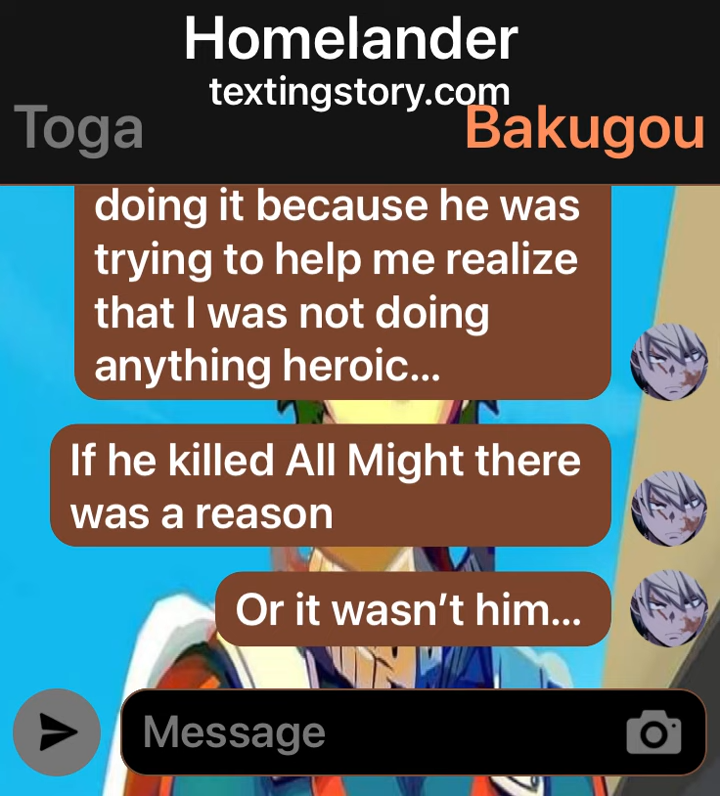 Homelander
textingstory.com
Toga
Bakugou
doing it because he was
trying to help me realize
that I was not doing
anything heroic...
If he killed All Might there
was a reason
Or it wasn’t him...
Message